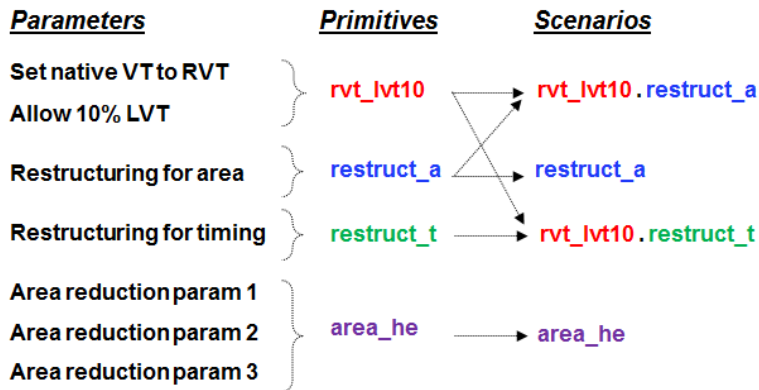 Parameters Primitives Scenarios
Set native VT to RVT
rvt_lvt10 rvt_lvt10.restruct_a
Allow 10% LVT
Restructuring for area restruct_a restruct_a
Restructuring for timing restruct_t rvt_lvt10.restruct_t
Area reduction param 1
Area reduction param 2 area_he area_he
Area reduction param 3